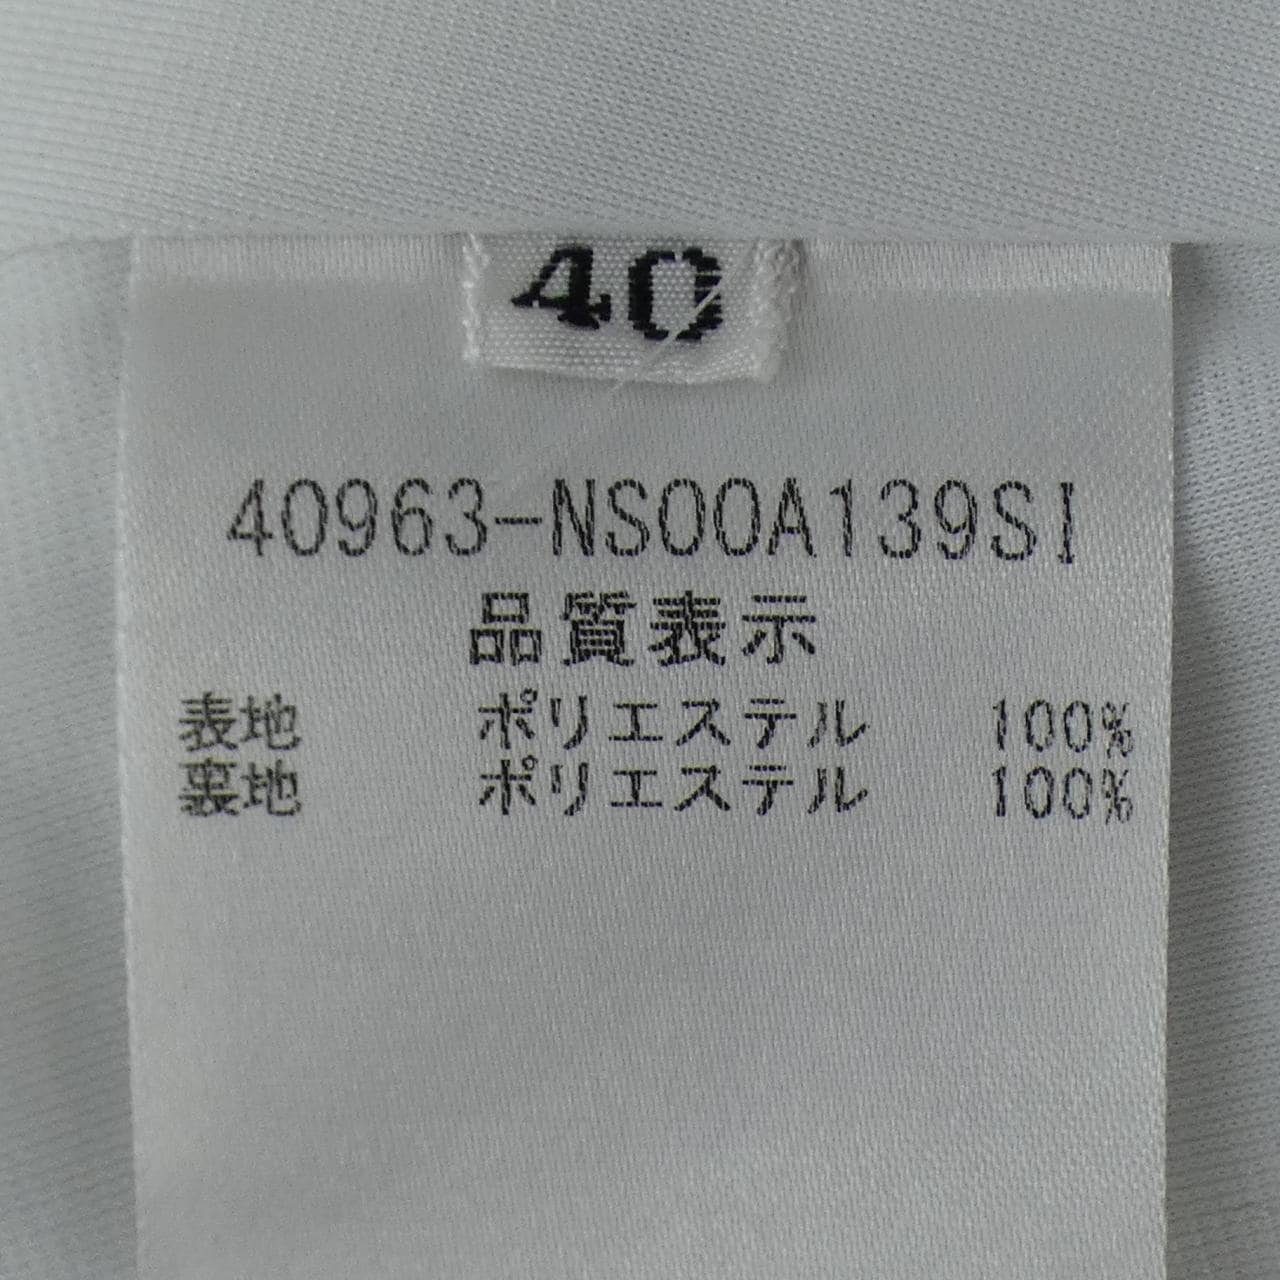 40
40963-NS00A139SI
品質表示
表地 ポリエステル 100%
裏地 ポリエステル 100%